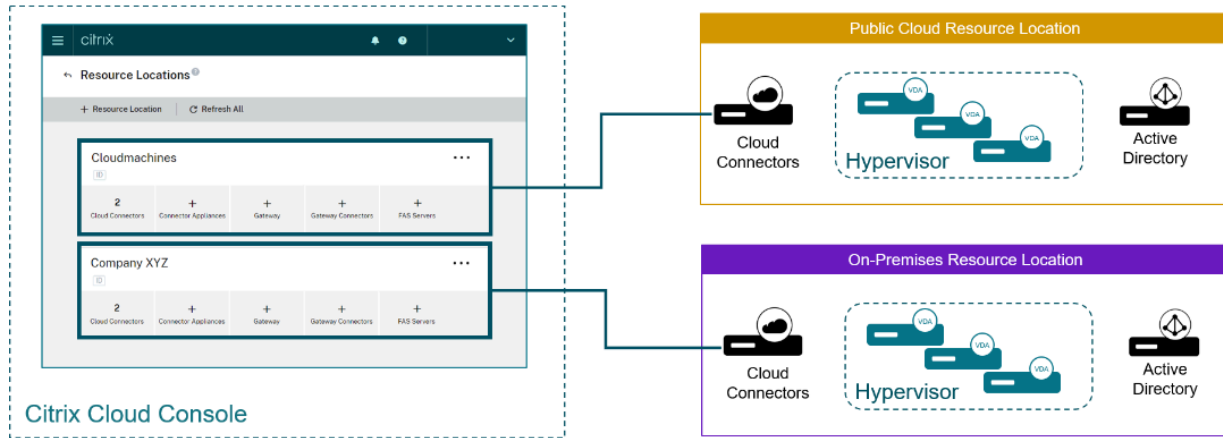 citrix
Resource Locations
+ Resource Location
Refresh All
Cloudmachines
ID
2
+
+
+
+
Cloud Connectors
Connector Appliances
Gateway
Gateway Connectors
FAS Servers
Company XYZ
ID
2
+
+
+
+
Cloud Connectors
Connector Appliances
Gateway
Gateway Connectors
FAS Servers
Citrix Cloud Console
Public Cloud Resource Location
VDA
VDA
VDA
Cloud
Connectors
Hypervisor
Active
Directory
On-Premises Resource Location
VDA
VDA
VDA
Cloud
Connectors
Hypervisor
Active
Directory